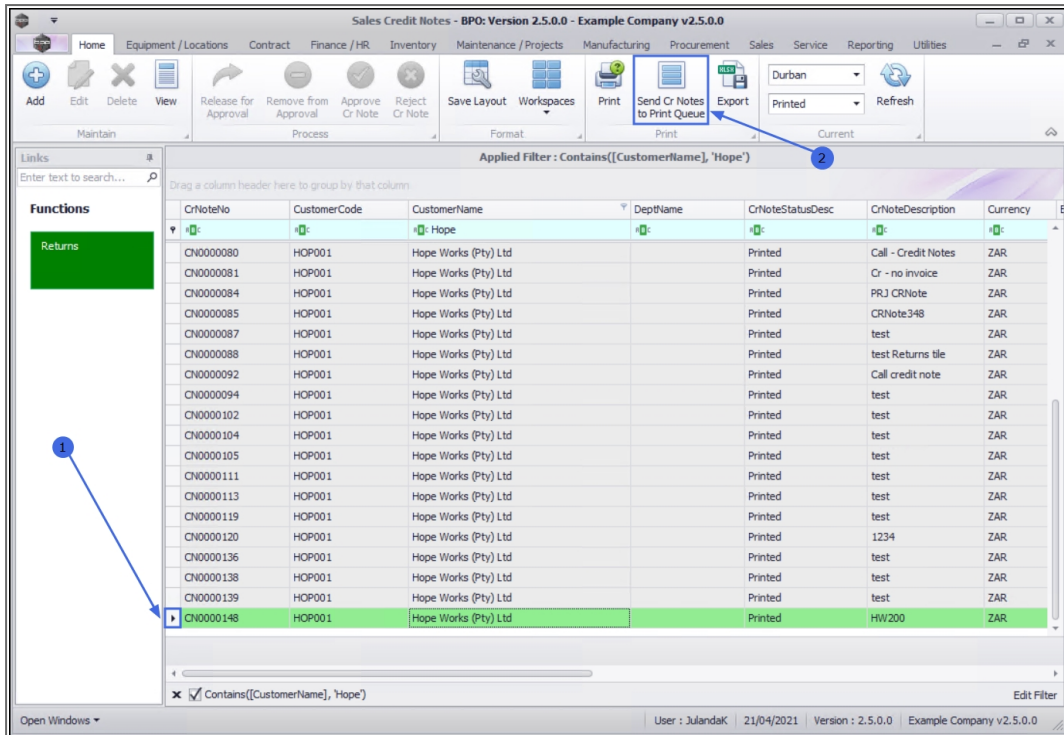 Sales Credit Notes - BPO: Version 2.5.0.0 - Example Company v2.5.0.0
Home Equipment / Locations Contract Finance / HR Inventory Maintenance / Projects Manufacturing Procurement Sales Service Reporting Utilities
Add Edit Delete View Release for Approval Remove from Approval Approve Cr Note Reject Cr Note Save Layout Workspaces Print Send Cr Notes to Print Queue Export Durban Printed Refresh
Maintain Process Format Print Current
Links
Enter text to search...
Functions
Returns
Applied Filter : Contains([CustomerName], 'Hope')
2
Drag a column header here to group by that column
CrNoteNo CustomerCode CustomerName DeptName CrNoteStatusDesc CrNoteDescription Currency E
Hope
CN0000080 HOP001 Hope Works (Pty) Ltd Printed Call - Credit Notes ZAR
CN0000081 HOP001 Hope Works (Pty) Ltd Printed Cr - no invoice ZAR
CN0000084 HOP001 Hope Works (Pty) Ltd Printed PRJ CRNote ZAR
CN0000085 HOP001 Hope Works (Pty) Ltd Printed CRNote348 ZAR
CN0000087 HOP001 Hope Works (Pty) Ltd Printed test ZAR
CN0000088 HOP001 Hope Works (Pty) Ltd Printed test Returns tile ZAR
CN0000092 HOP001 Hope Works (Pty) Ltd Printed Call credit note ZAR
CN0000094 HOP001 Hope Works (Pty) Ltd Printed test ZAR
CN0000102 HOP001 Hope Works (Pty) Ltd Printed test ZAR
CN0000104 HOP001 Hope Works (Pty) Ltd Printed test ZAR
1
CN0000105 HOP001 Hope Works (Pty) Ltd Printed test ZAR
CN0000111 HOP001 Hope Works (Pty) Ltd Printed test ZAR
CN0000113 HOP001 Hope Works (Pty) Ltd Printed test ZAR
CN0000119 HOP001 Hope Works (Pty) Ltd Printed test ZAR
CN0000120 HOP001 Hope Works (Pty) Ltd Printed 1234 ZAR
CN0000136 HOP001 Hope Works (Pty) Ltd Printed test ZAR
CN0000138 HOP001 Hope Works (Pty) Ltd Printed test ZAR
CN0000139 HOP001 Hope Works (Pty) Ltd Printed test ZAR
CN0000148 HOP001 Hope Works (Pty) Ltd Printed HW200 ZAR
Contains([CustomerName], 'Hope') Edit Filter
Open Windows User : JulandaK 21/04/2021 Version : 2.5.0.0 Example Company v2.5.0.0